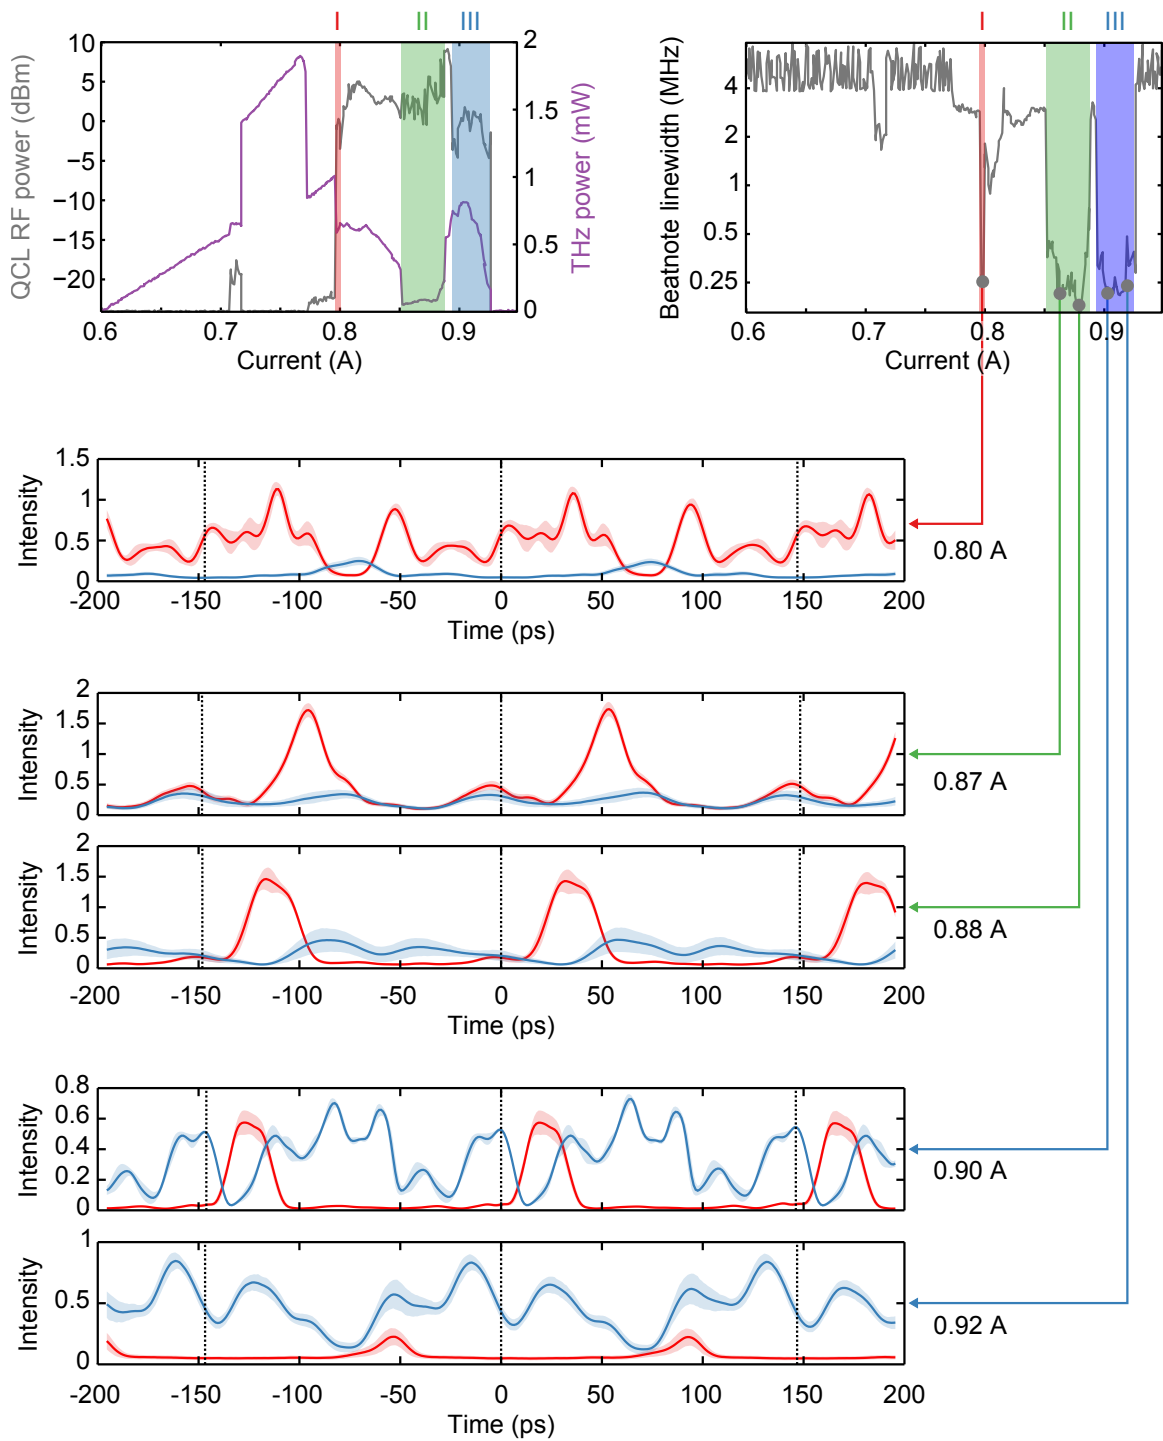 I II III
I II III
QCL RF power (dBm)
10
5
0
−5
−10
−15
−20
2
1.5
1
0.5
0
THz power (mW)
0.6 0.7 0.8 0.9
Current (A)
Beatnote linewidth (MHz)
4
2
1
0.5
0.25
0.6 0.7 0.8 0.9
Current (A)
Intensity
1.5
1
0.5
0
-200 -150 -100 -50 0 50 100 150 200
Time (ps)
0.80 A
Intensity
2
1.5
1
0.5
0
0.87 A
Intensity
2
1.5
1
0.5
0
-200 -150 -100 -50 0 50 100 150 200
Time (ps)
0.88 A
Intensity
0.8
0.6
0.4
0.2
0
0.90 A
Intensity
1
0.5
0
-200 -150 -100 -50 0 50 100 150 200
Time (ps)
0.92 A